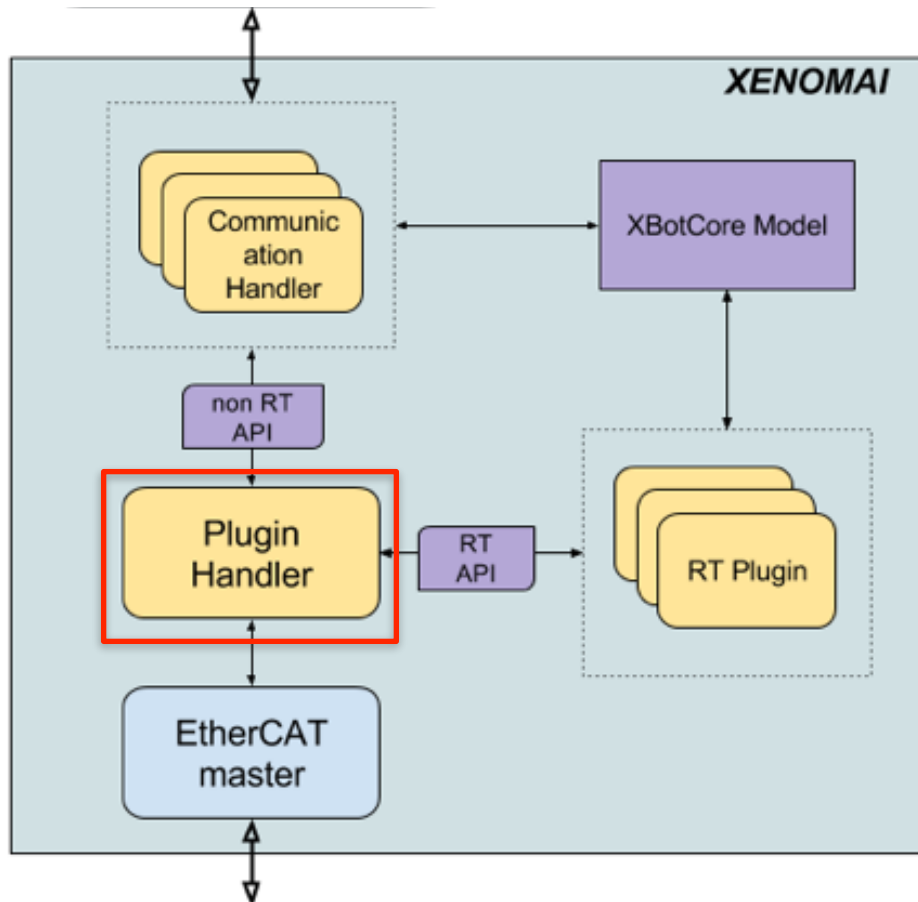 XENOMAI
Communic
ation
Handler
XBotCore Model
non RT
API
Plugin
Handler
RT
API
RT Plugin
EtherCAT
master